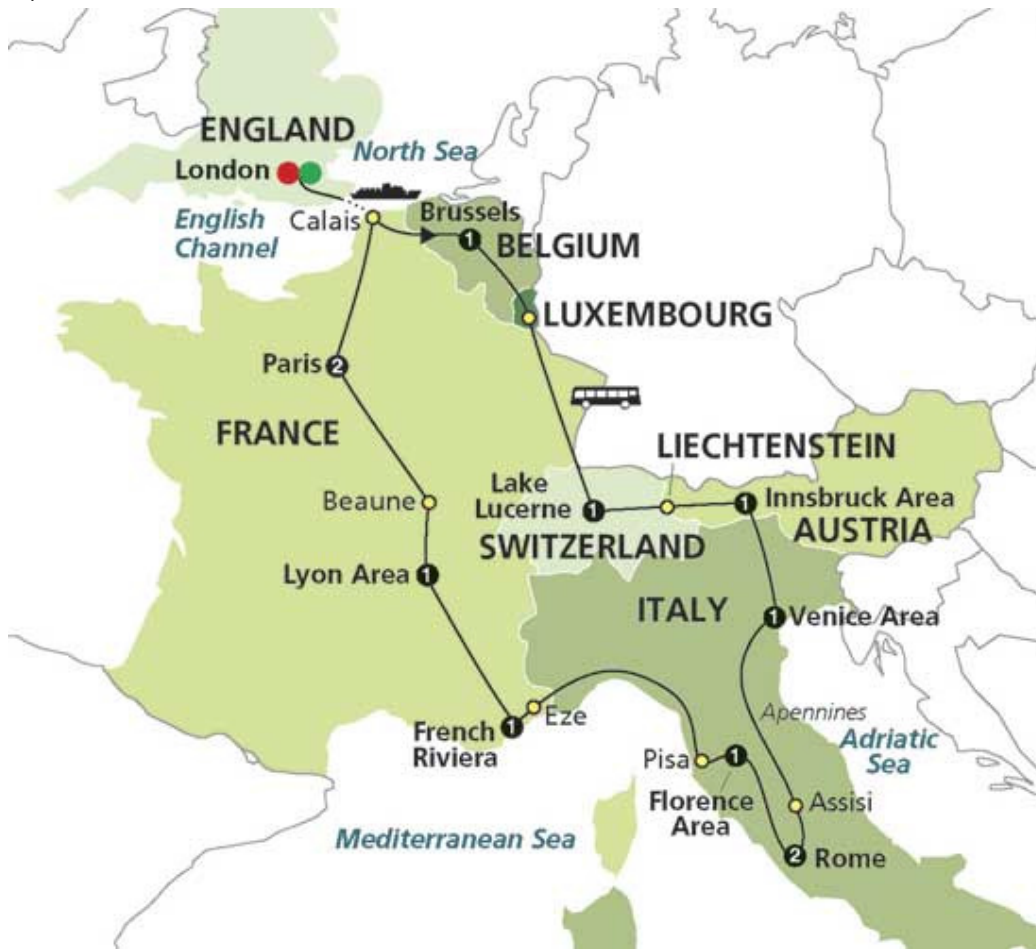 ENGLAND
North Sea
London
Calais
English
Channel
Brussels
1
BELGIUM
LUXEMBOURG
Paris
2
FRANCE
LIECHTENSTEIN
Beaune
Lake
Lucerne
1
1
Innsbruck Area
AUSTRIA
SWITZERLAND
Lyon Area
1
ITALY
1
Venice Area
Eze
French
Riviera
1
Apennines
Adriatic
Sea
Pisa
1
Florence
Area
Assisi
Mediterranean Sea
2
Rome